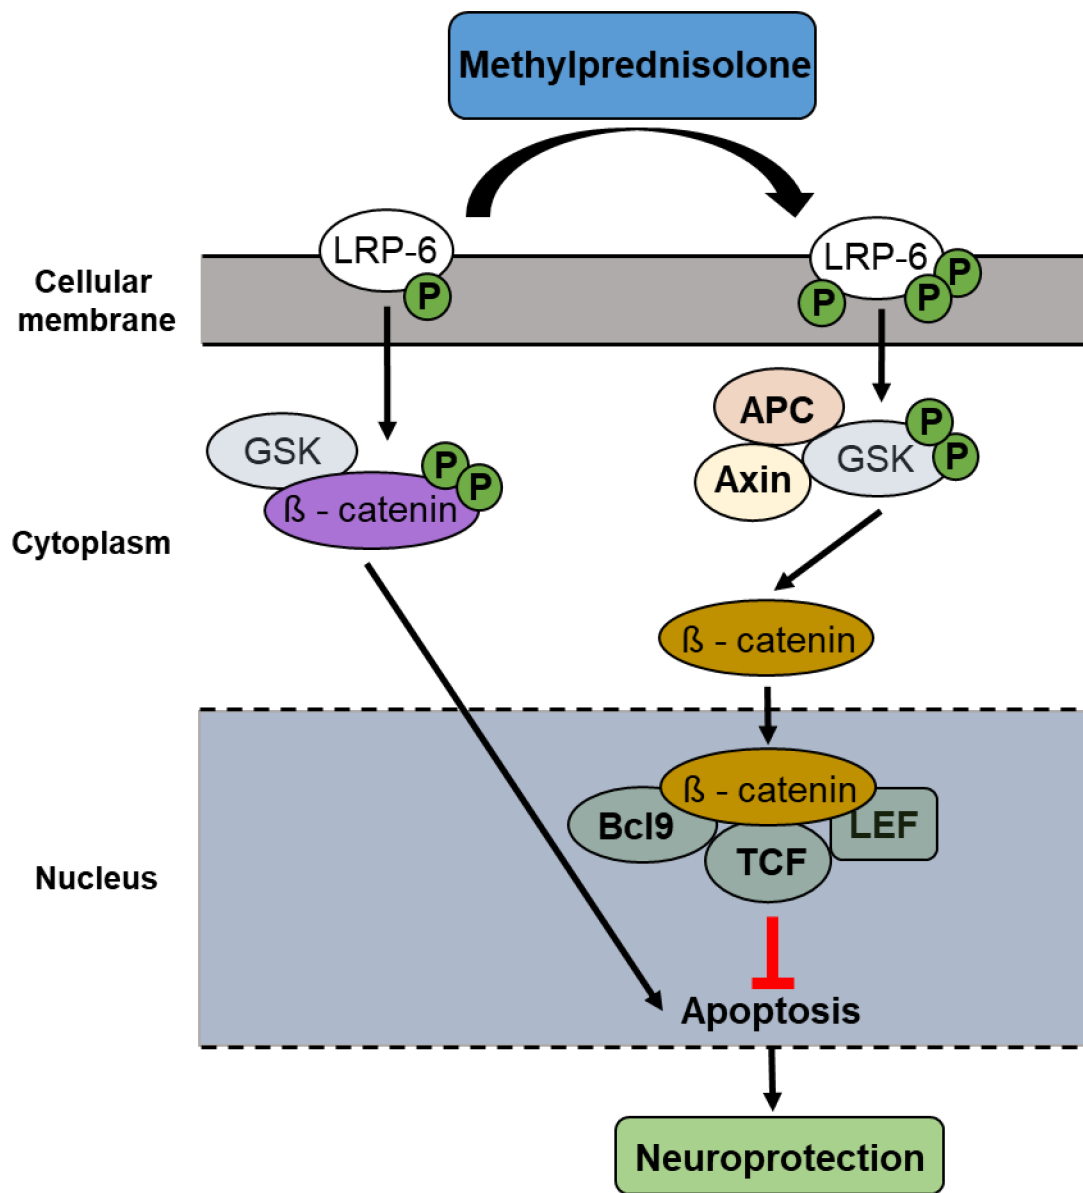 Methylprednisolone
LRP-6
P
LRP-6
P
P
P
Cellular
membrane
GSK
P
P
ß - catenin
APC
Axin
GSK
P
P
Cytoplasm
ß - catenin
ß - catenin
Bcl9
TCF
LEF
Nucleus
Apoptosis
Neuroprotection